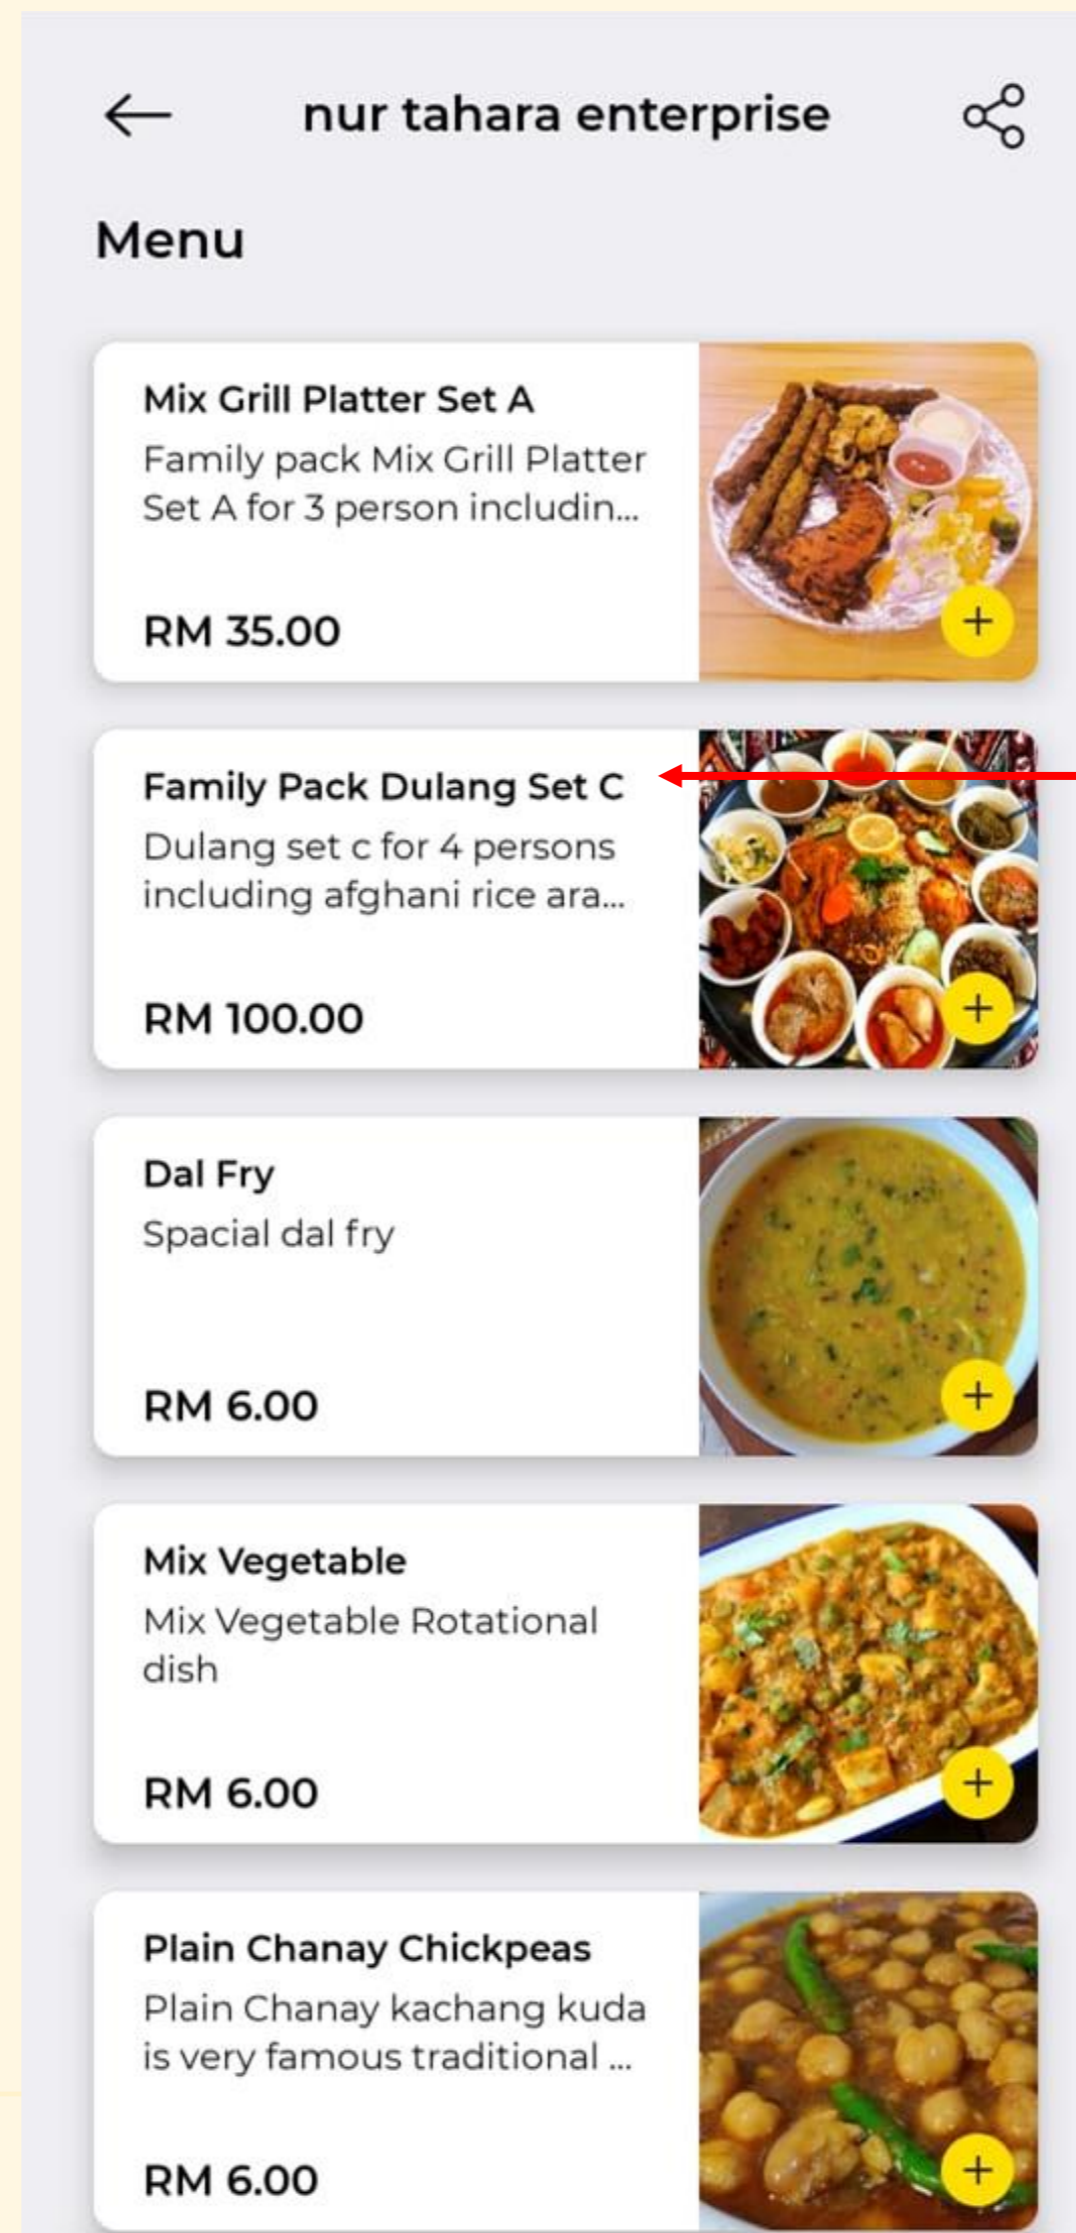 nur tahara enterprise
Menu
Mix Grill Platter Set A
Family pack Mix Grill Platter
Set A for 3 person includin...
RM 35.00
Family Pack Dulang Set C
Dulang set c for 4 persons
including afghani rice ara...
RM 100.00
Dal Fry
Spacial dal fry
RM 6.00
Mix Vegetable
Mix Vegetable Rotational
dish
RM 6.00
Plain Chanay Chickpeas
Plain Chanay kachang kuda
is very famous traditional ...
RM 6.00